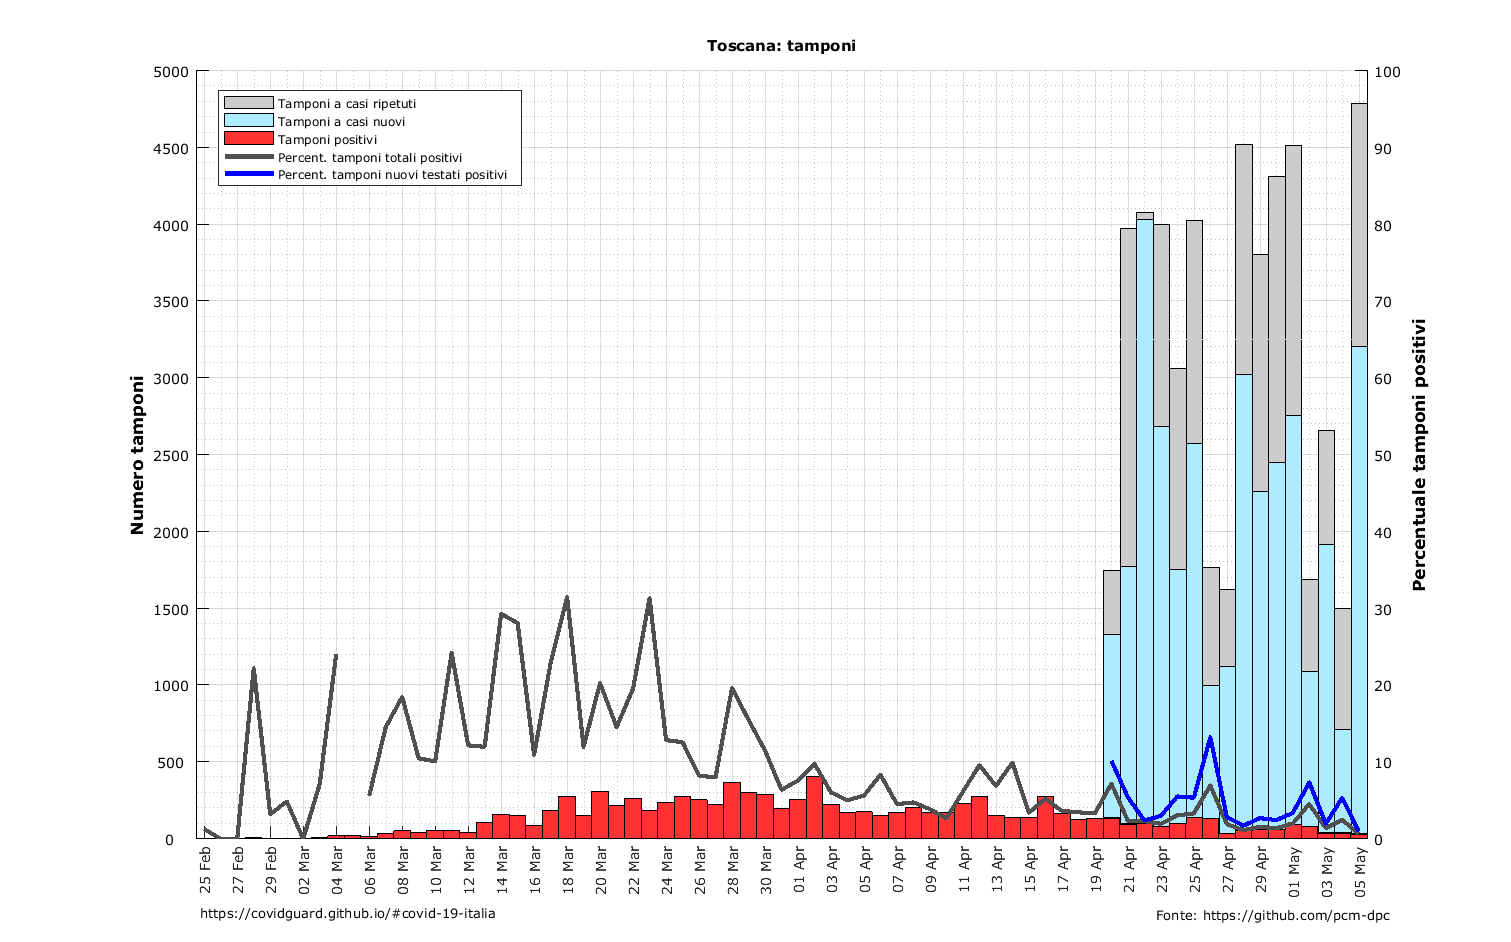 Toscana: tamponi
5000
4500
4000
3500
3000
2500
2000
1500
1000
500
0
100
90
80
70
60
50
40
30
20
10
0
Numero tamponi
Percentuale tamponi positivi
Tamponi a casi ripetuti
Tamponi a casi nuovi
Tamponi positivi
Percent. tamponi totali positivi
Percent. tamponi nuovi testati positivi
25 Feb
27 Feb
29 Feb
02 Mar
04 Mar
06 Mar
08 Mar
10 Mar
12 Mar
14 Mar
16 Mar
18 Mar
20 Mar
22 Mar
24 Mar
26 Mar
28 Mar
30 Mar
01 Apr
03 Apr
05 Apr
07 Apr
09 Apr
11 Apr
13 Apr
15 Apr
17 Apr
19 Apr
21 Apr
23 Apr
25 Apr
27 Apr
29 Apr
01 May
03 May
05 May
https://covidguard.github.io/#covid-19-italia
Fonte: https://github.com/pcm-dpc